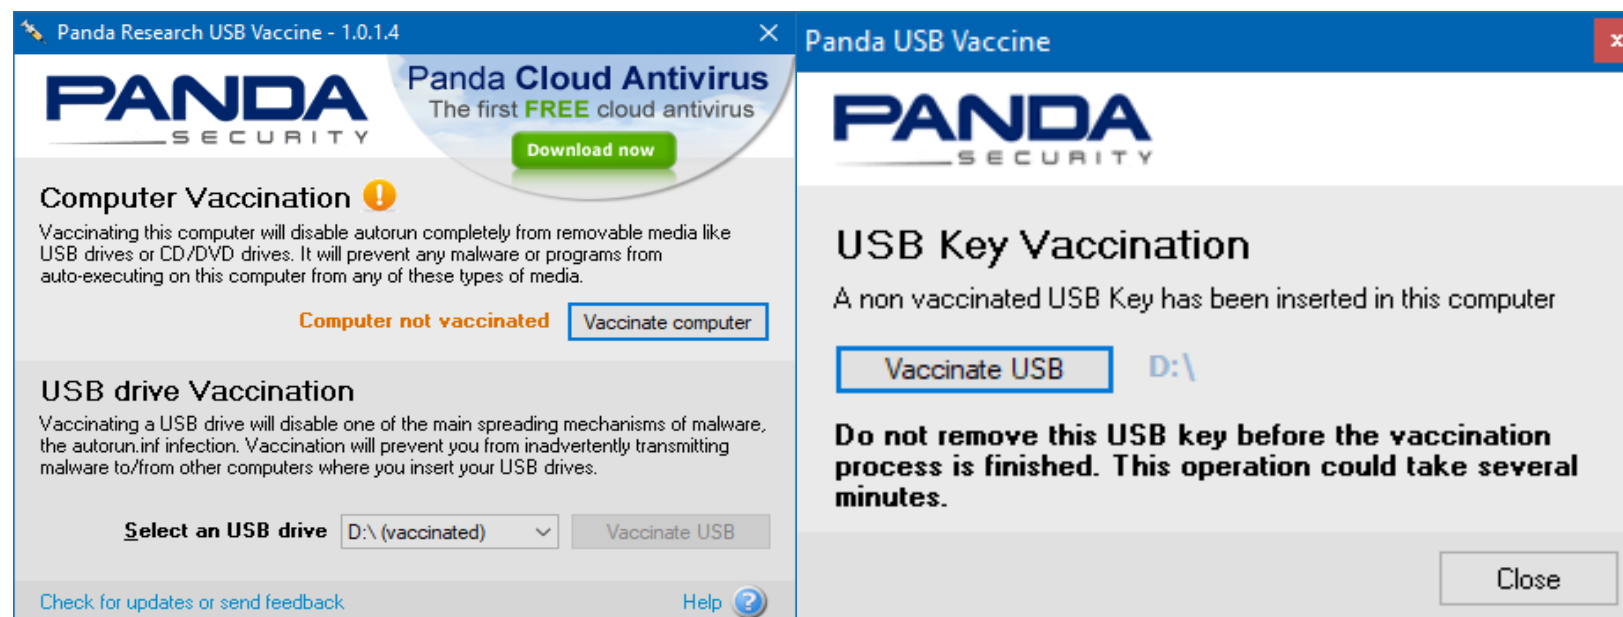 Panda Research USB Vaccine - 1.0.1.4
PANDA
SECURITY
Panda Cloud Antivirus
The first FREE cloud antivirus
Download now
Computer Vaccination
Vaccinating this computer will disable autorun completely from removable media like
USB drives or CD/DVD drives. It will prevent any malware or programs from
auto-executing on this computer from any of these types of media.
Computer not vaccinated
Vaccinate computer
USB drive Vaccination
Vaccinating a USB drive will disable one of the main spreading mechanisms of malware,
the autorun.inf infection. Vaccination will prevent you from inadvertently transmitting
malware to/from other computers where you insert your USB drives.
Select an USB drive
D:\ (vaccinated)
Vaccinate USB
Check for updates or send feedback
Help
Panda USB Vaccine
PANDA
SECURITY
USB Key Vaccination
A non vaccinated USB Key has been inserted in this computer
Vaccinate USB
D:\
Do not remove this USB key before the vaccination
process is finished. This operation could take several
minutes.
Close